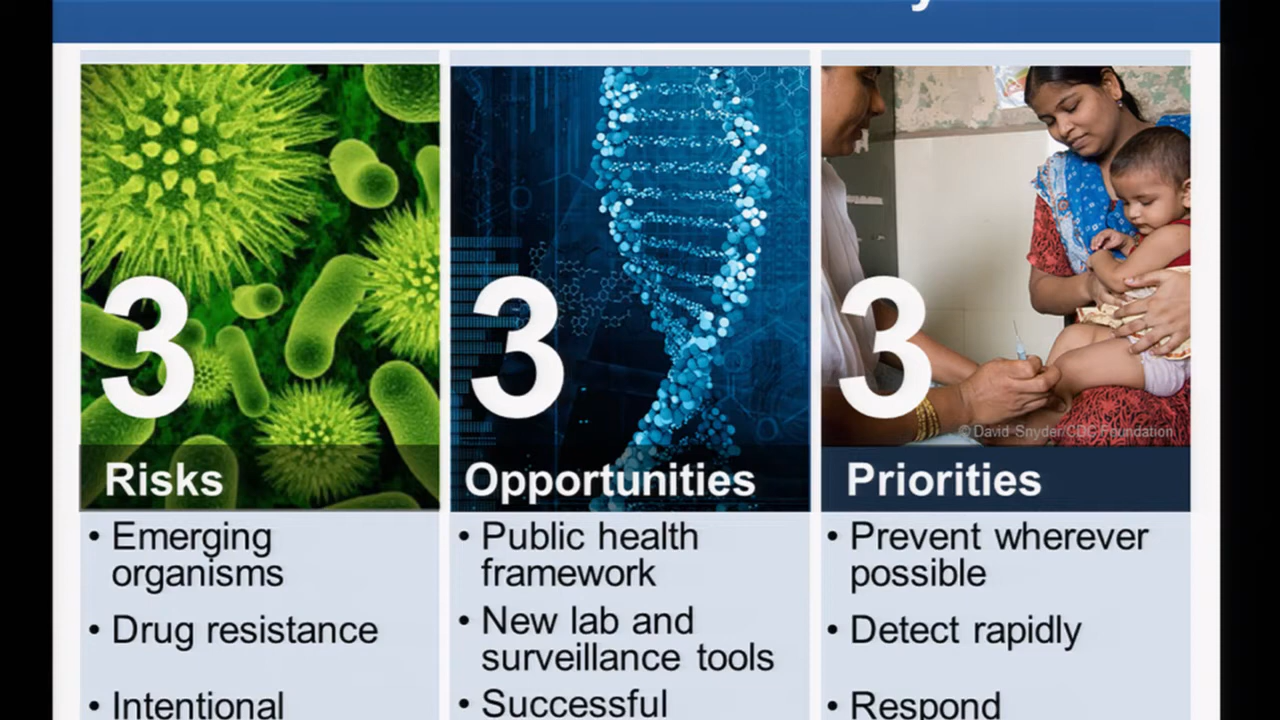 3
Risks
• Emerging
organisms
• Drug resistance
• Intentional
3
Opportunities
• Public health
framework
• New lab and
surveillance tools
• Successful
3
© David Snyder/CDC Foundation
Priorities
• Prevent wherever
possible
• Detect rapidly
• Respond